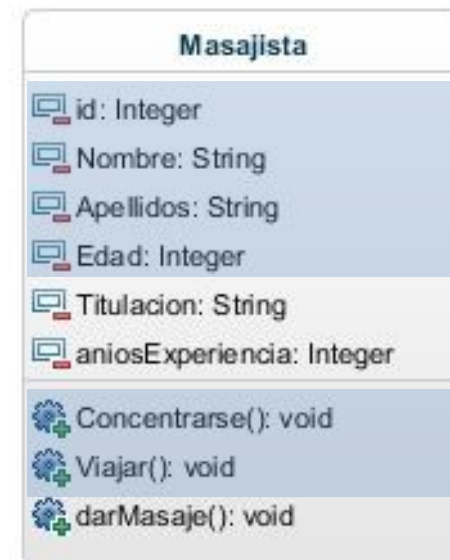 Masajista
id: Integer
Nombre: String
Apellidos: String
Edad: Integer
Titulacion: String
aniosExperiencia: Integer
Concentrarse(): void
Viajar(): void
darMasaje(): void